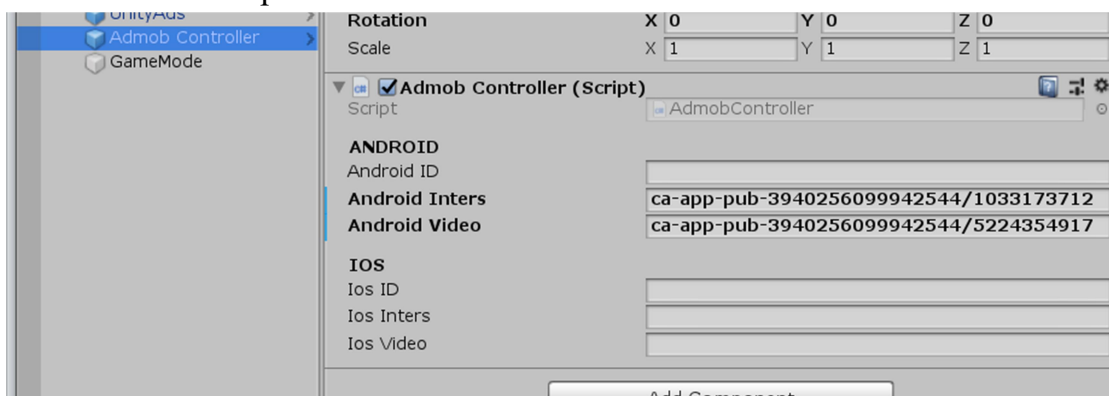 UnityAds
Admob Controller
GameMode
Rotation X 0 Y 0 Z 0
Scale X 1 Y 1 Z 1
Admob Controller (Script)
Script AdmobController
ANDROID
Android ID
Android Inters ca-app-pub-3940256099942544/1033173712
Android Video ca-app-pub-3940256099942544/5224354917
IOS
Ios ID
Ios Inters
Ios Video
Add Component